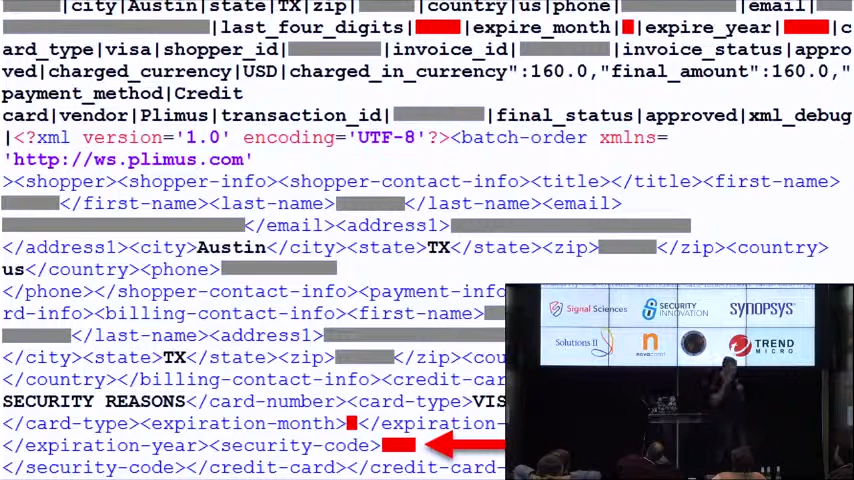 |city|Austin|state|TX|zip| |country|us|phone| |email|
|last_four_digits| |expire_month| |expire_year| |c
ard_type|visa|shopper_id| |invoice_id| |invoice_status|appro
ved|charged_currency|USD|charged_in_currency":160.0,"final_amount":160.0,"
payment_method|Credit
card|vendor|Plimus|transaction_id| |final_status|approved|xml_debug
|<?xml version='1.0' encoding='UTF-8'?><batch-order xmlns=
'http://ws.plimus.com'
><shopper><shopper-info><shopper-contact-info><title></title><first-name>
</first-name><last-name> </last-name><email>
</email><address1>
</address1><city>Austin</city><state>TX</state><zip> </zip><country>
us</country><phone>
</phone></shopper-contact-info><payment-info
rd-info><billing-contact-info><first-name>
</last-name><address1>
</city><state>TX</state><zip> </zip><cou
</country></billing-contact-info><credit-car
SECURITY REASONS</card-number><card-type>VIS
</card-type><expiration-month> </expiration-
</expiration-year><security-code>
</security-code></credit-card></credit-card-
Signal Sciences
SECURITY INNOVATION
SYNOPSYS
Solutions II
n
novacoast
TREND MICRO